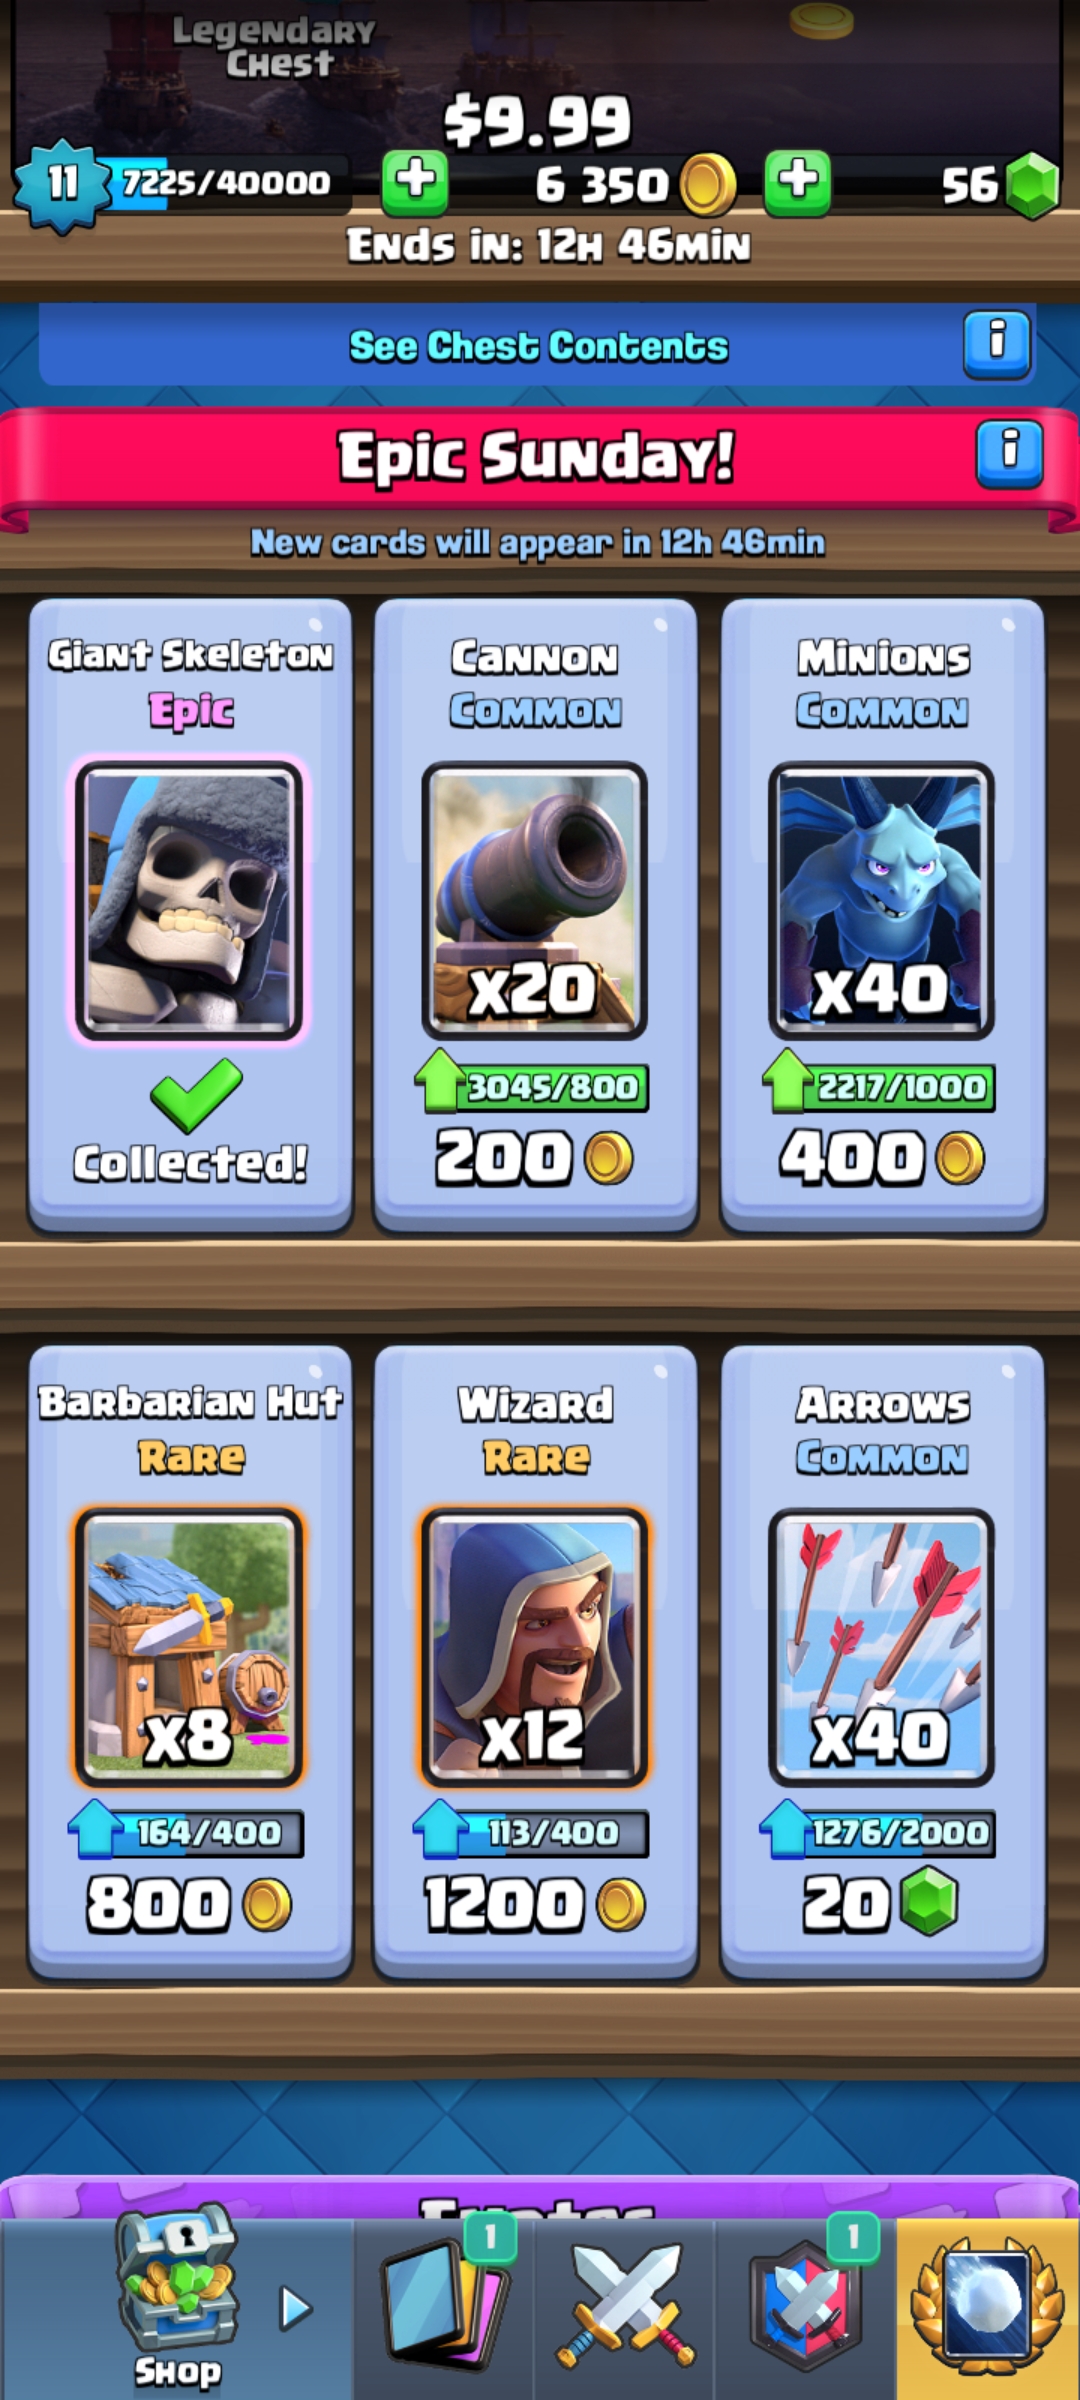 Legendary
Chest
$9.99
11
7225/40000
6 350
56
Ends in: 12h 46min
See Chest Contents
i
Epic Sunday!
i
New cards will appear in 12h 46min
Giant Skeleton
Epic
Collected!
Cannon
Common
x20
3045/800
200
Minions
Common
x40
2217/1000
400
Barbarian Hut
Rare
x8
164/400
800
Wizard
Rare
x12
113/400
1200
Arrows
Common
x40
1276/2000
20
1
1
Shop